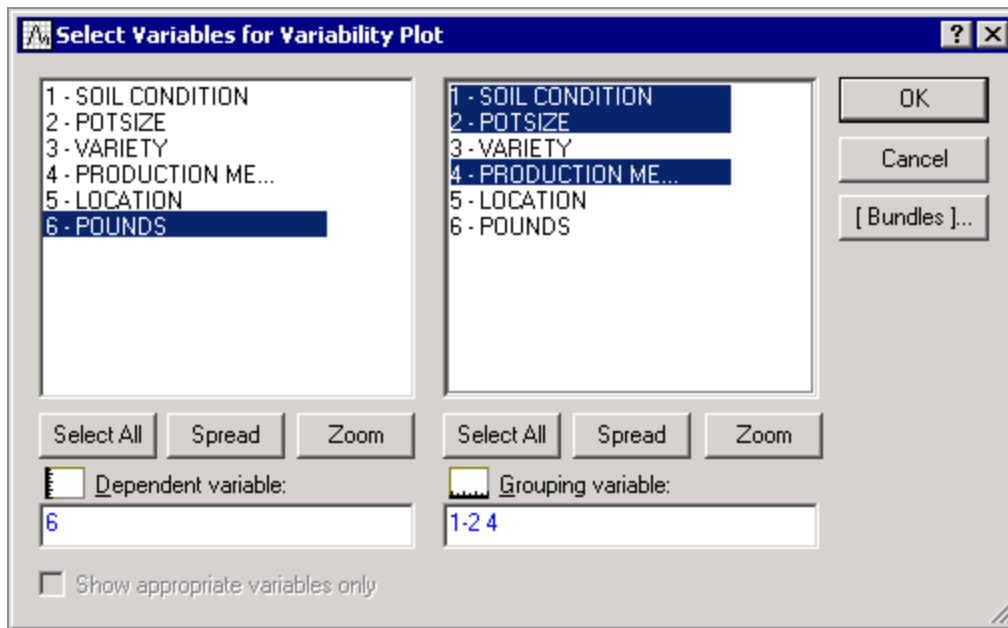 Select Variables for Variability Plot
1 - SOIL CONDITION
2 - POTSIZE
3 - VARIETY
4 - PRODUCTION ME...
5 - LOCATION
6 - POUNDS
1 - SOIL CONDITION
2 - POTSIZE
3 - VARIETY
4 - PRODUCTION ME...
5 - LOCATION
6 - POUNDS
OK
Cancel
[ Bundles ]...
Select All Spread Zoom
Select All Spread Zoom
Dependent variable:
6
Grouping variable:
1-2 4
Show appropriate variables only